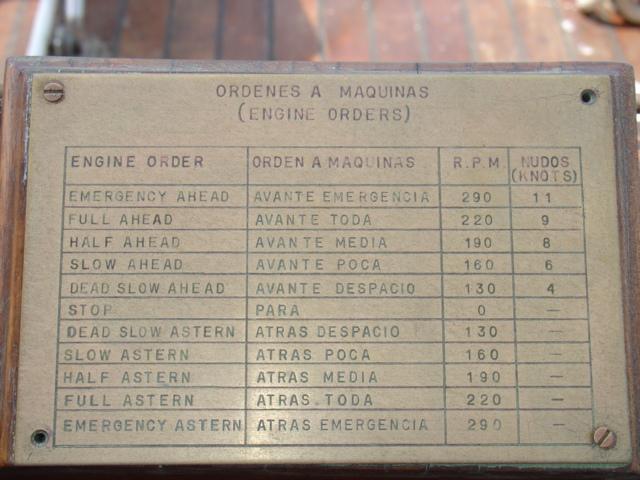 ORDENES A MAQUINAS
(ENGINE ORDERS)
ENGINE ORDER ORDEN A MAQUINAS R.P.M NUDOS (KNOTS)
EMERGENCY AHEAD AVANTE EMERGENCIA 290 11
FULL AHEAD AVANTE TODA 220 9
HALF AHEAD AVANTE MEDIA 190 8
SLOW AHEAD AVANTE POCA 160 6
DEAD SLOW AHEAD AVANTE DESPACIO 130 4
STOP PARA 0 —
DEAD SLOW ASTERN ATRAS DESPACIO 130 —
SLOW ASTERN ATRAS POCA 160 —
HALF ASTERN ATRAS MEDIA 190 —
FULL ASTERN ATRAS TODA 220 —
EMERGENCY ASTERN ATRAS EMERGENCIA 290 —